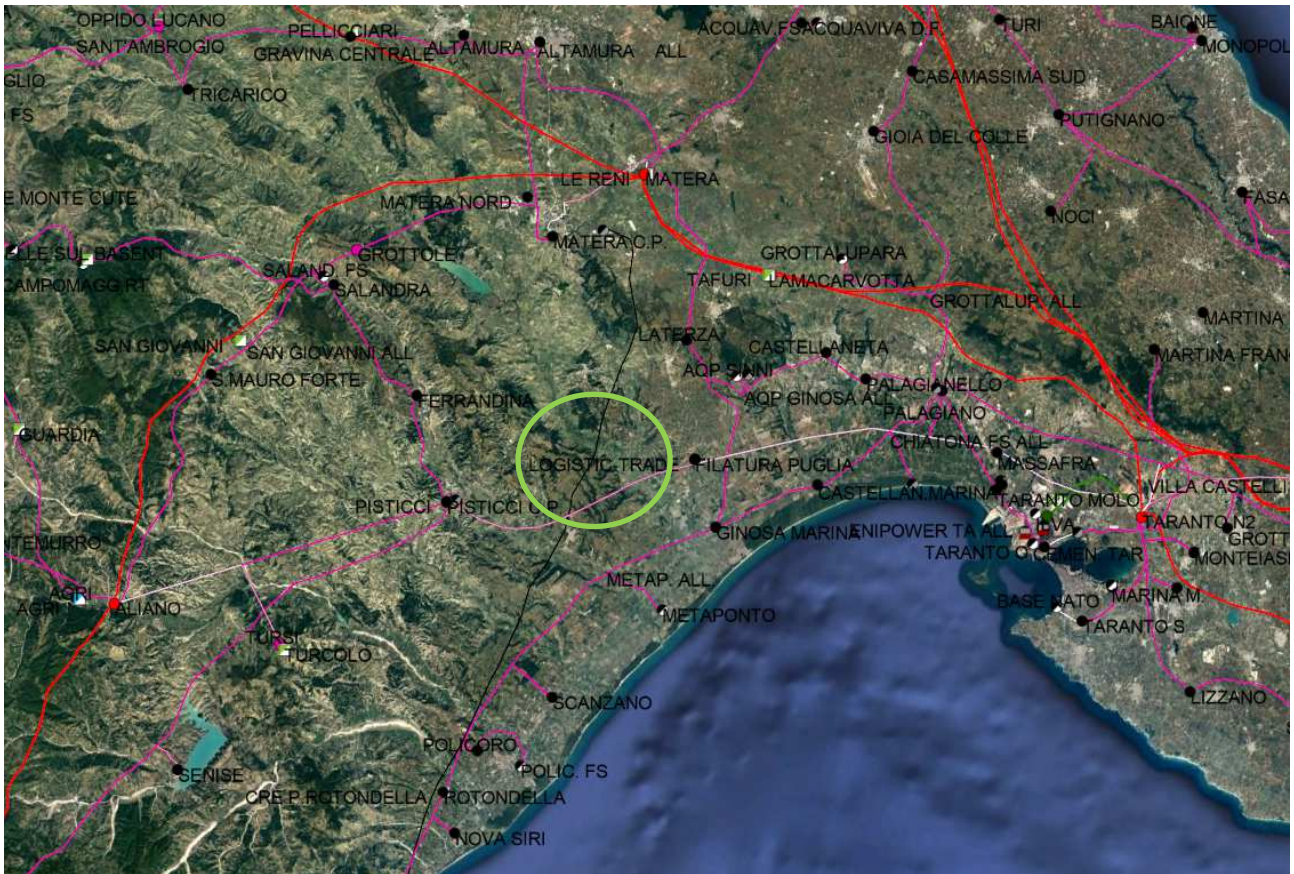 OPPIDO LUCANO
SANT'AMBROGIO
PELLICCIARI
GRAVINA CENTRALE
ALTAMURA
ALTAMURA ALL
ACQUAVIVA D.F.
TURI
BAIONE
MONOPOL
GLIO
FS
TRICARICO
CASAMASSIMA SUD
PUTIGNANO
GIOIA DEL COLLE
LE RENI
MATERA
E MONTE CUTE
MATERA NORD
NOCI
FASA
MATERA C.P.
GROTTOLE
GROTTALUPARA
ELLE SUL BASENT
CAMPOMAGG RT
SALAND. FS
SALANDRA
TAFURI
LAMACARVOTTA
GROTTALUP. ALL
MARTINA
SAN GIOVANNI
SAN GIOVANNI ALL
LATERZA
CASTELLANETA
MARTINA FRANC
S.MAURO FORTE
AQP SINNI
AQP GINOSA ALL
PALAGIANELLO
FERRANDINA
PALAGIANO
GUARDIA
CHIATONA FS ALL
LOGISTIC TRADE
FILATURA PUGLIA
MASSAFRA
PISTICCI
PISTICCI C.P.
CASTELLAN.MARINA
TARANTO MOLO
VILLA CASTELLI
GINOSA MARINA
ENIPOWER TA ALL
ILVA
TARANTO N2
GROTT
NTEMURRO
CEMEN. TAR
MONTEIAS
METAP. ALL
AGRI
AGRI
ALIANO
METAPONTO
BASE NATO
MARINA M.
TARANTO S
TURSI
TURCOLO
SCANZANO
LIZZANO
POLICORO
POLIC. FS
SENISE
CRE.P.ROTONDELLA
ROTONDELLA
NOVA SIRI